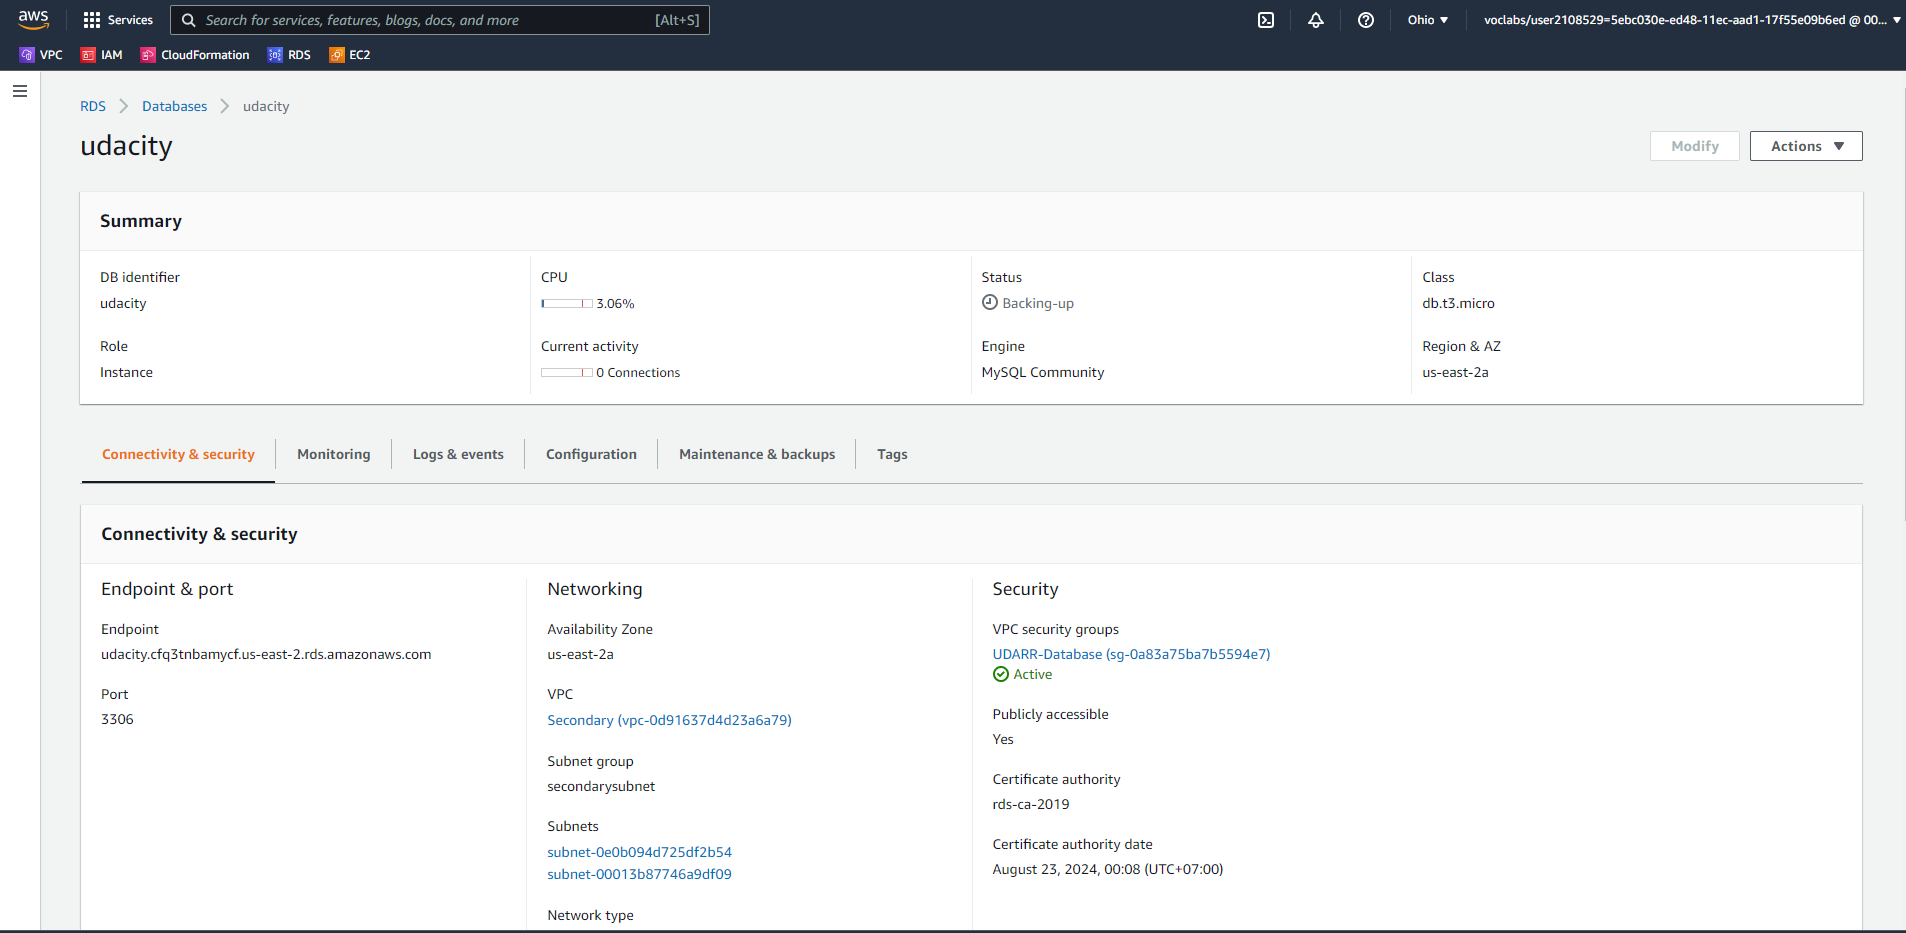 aws
Services
Search for services, features, blogs, docs, and more [Alt+S]
Ohio ▼
voclabs/user2108529=5ebc030e-ed48-11ec-aad1-17f55e09b6ed @ 00... ▼
VPC IAM CloudFormation RDS EC2
RDS > Databases > udacity
udacity
Modify
Actions ▼
Summary
DB identifier
udacity
CPU
3.06%
Status
Backing-up
Class
db.t3.micro
Role
Instance
Current activity
0 Connections
Engine
MySQL Community
Region & AZ
us-east-2a
Connectivity & security
Monitoring
Logs & events
Configuration
Maintenance & backups
Tags
Connectivity & security
Endpoint & port
Endpoint
udacity.cfq3tnbamycf.us-east-2.rds.amazonaws.com
Port
3306
Networking
Availability Zone
us-east-2a
VPC
Secondary (vpc-0d91637d4d23a6a79)
Subnet group
secondarysubnet
Subnets
subnet-0e0b094d725df2b54
subnet-00013b87746a9df09
Network type
Security
VPC security groups
UDARR-Database (sg-0a83a75ba7b5594e7)
Active
Publicly accessible
Yes
Certificate authority
rds-ca-2019
Certificate authority date
August 23, 2024, 00:08 (UTC+07:00)